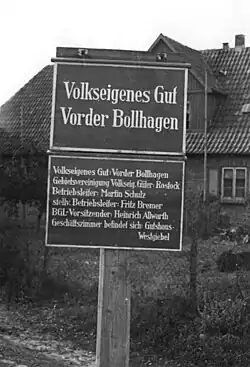 Volkseigenes Gut
Vorder Bollhagen
Volkseigenes Gut: Vorder Bollhagen
Gebietsvereinigung Volkseig. Güter: Rostock
Betriebsleiter: Martin Schulz
stellv. Betriebsleiter: Fritz Bremer
BGL-Vorsitzender: Heinrich Allwarth
Geschäftszimmer befindet sich: Gutshaus-
Westgiebel